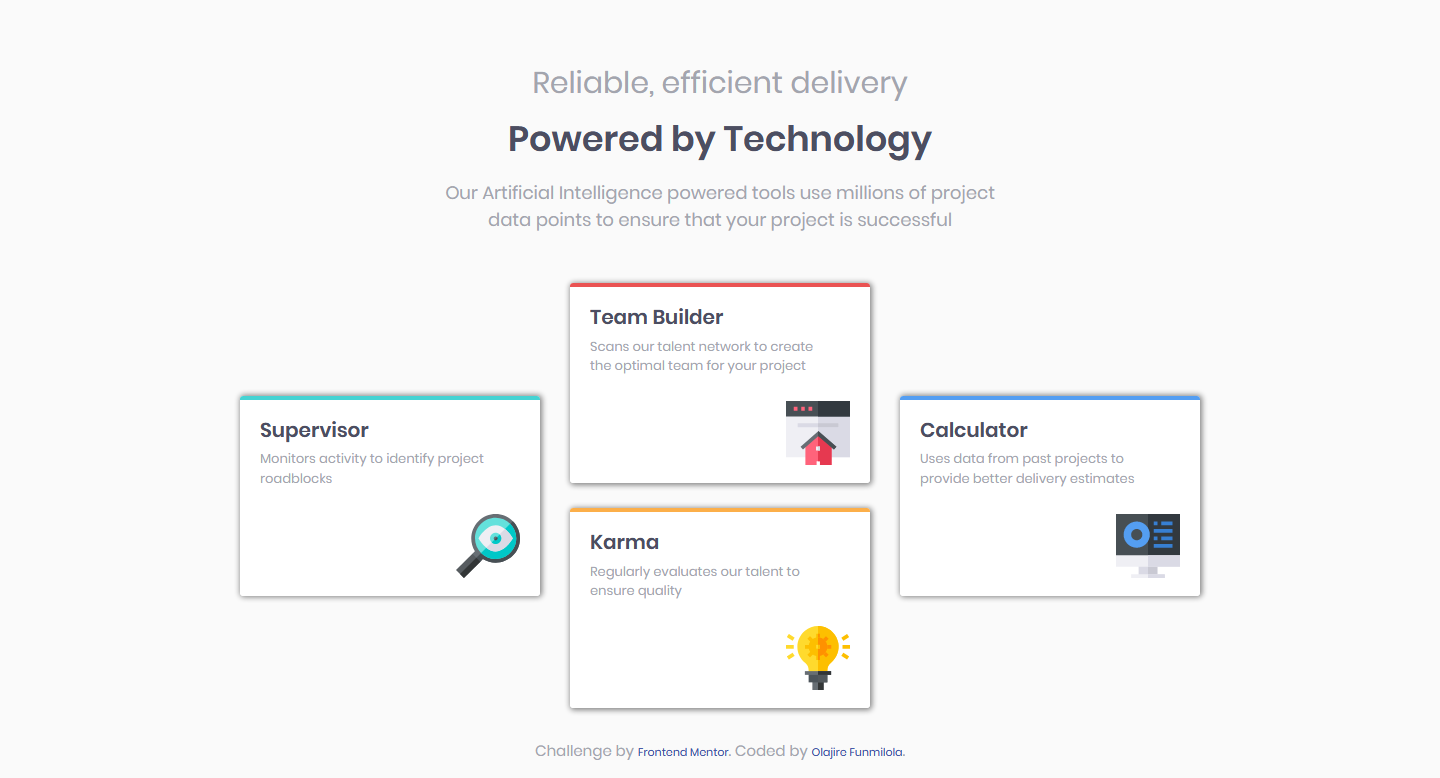 Reliable, efficient delivery
Powered by Technology
Our Artificial Intelligence powered tools use millions of project
data points to ensure that your project is successful
Team Builder
Scans our talent network to create
the optimal team for your project
Supervisor
Monitors activity to identify project
roadblocks
Calculator
Uses data from past projects to
provide better delivery estimates
Karma
Regularly evaluates our talent to
ensure quality
Challenge by Frontend Mentor. Coded by Olajire Funmilola.